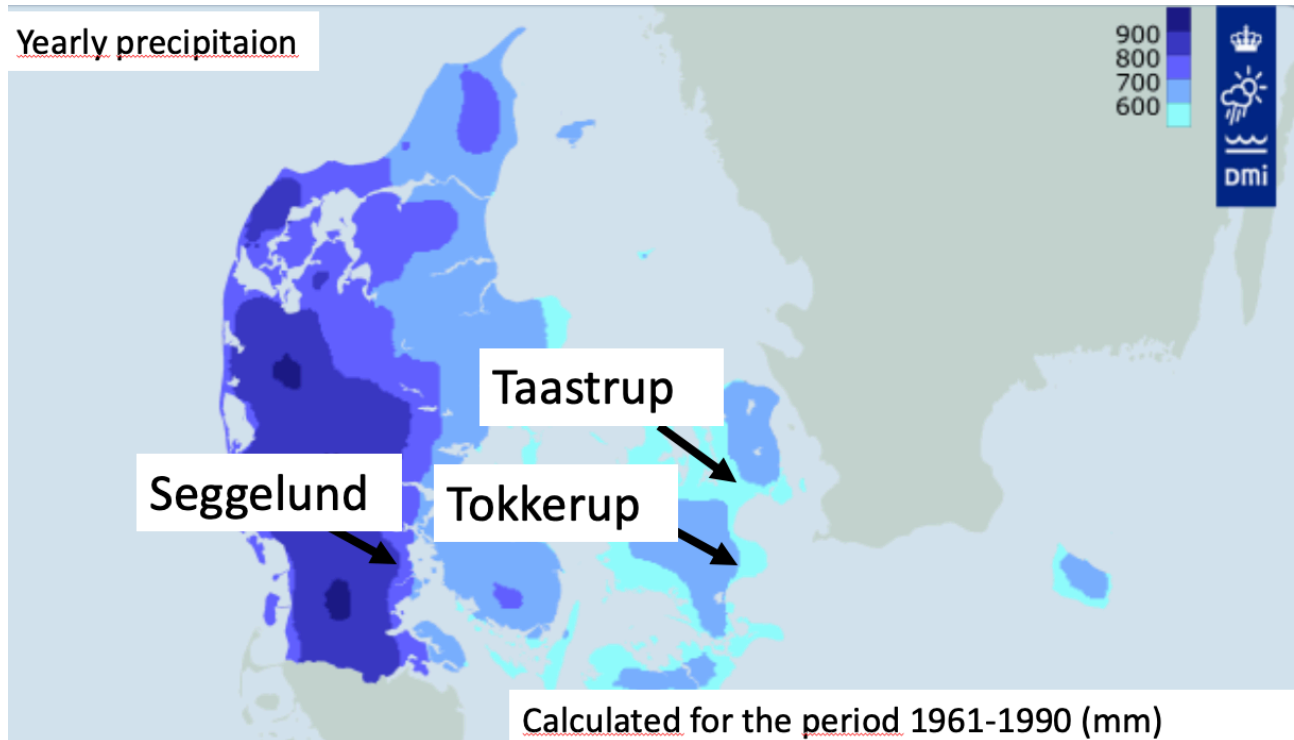 Yearly precipitaion
900
800
700
600
DMi
Taastrup
Seggelund
Tokkerup
Calculated for the period 1961-1990 (mm)